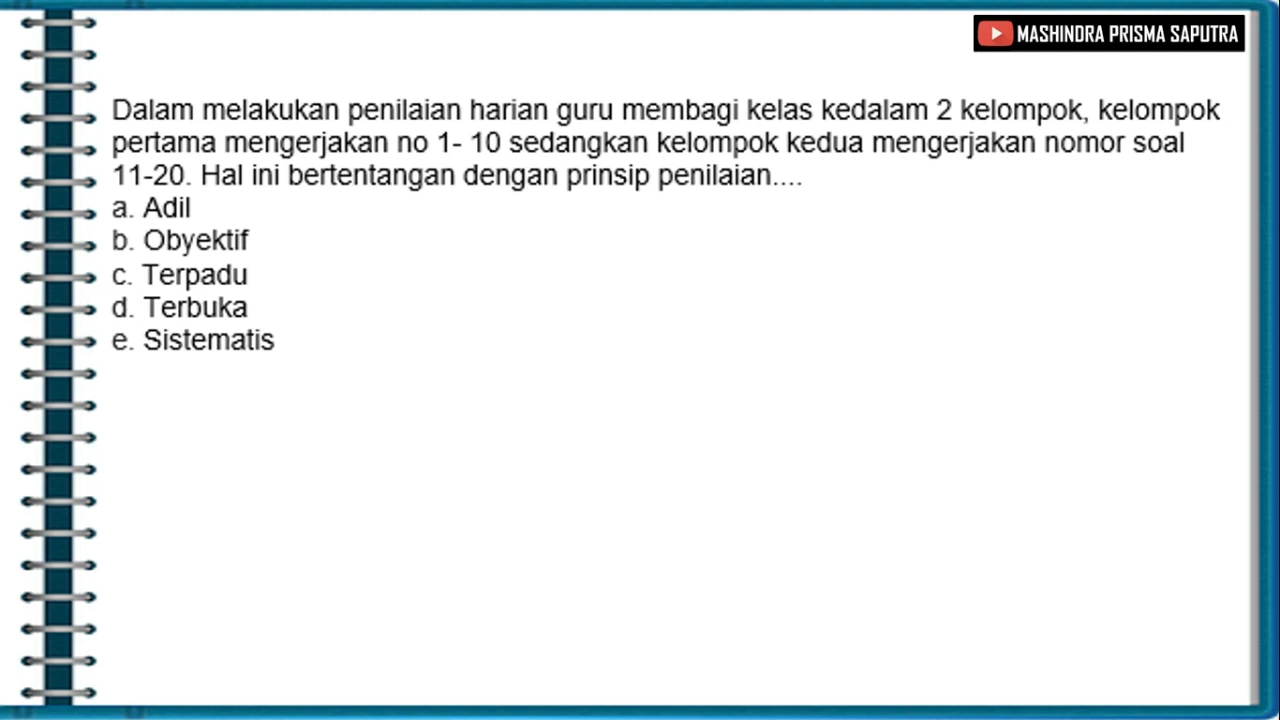 MASHINDRA PRISMA SAPUTRA
Dalam melakukan penilaian harian guru membagi kelas kedalam 2 kelompok, kelompok
pertama mengerjakan no 1- 10 sedangkan kelompok kedua mengerjakan nomor soal
11-20. Hal ini bertentangan dengan prinsip penilaian....
a. Adil
b. Obyektif
c. Terpadu
d. Terbuka
e. Sistematis